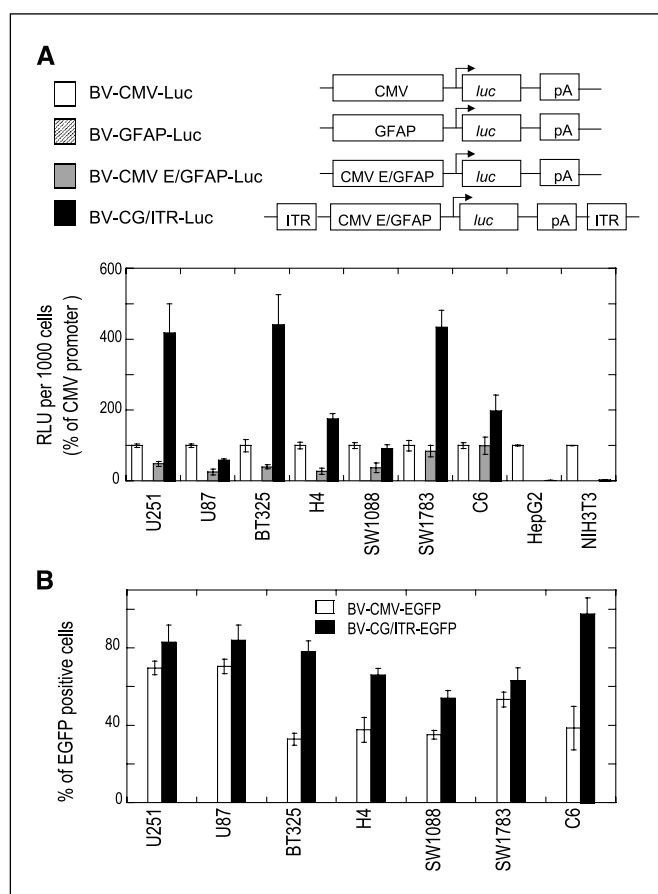 A
BV-CMV-Luc
CMV luc pA
BV-GFAP-Luc
GFAP luc pA
BV-CMV E/GFAP-Luc
CMV E/GFAP luc pA
BV-CG/ITR-Luc
ITR CMV E/GFAP luc pA ITR
RLU per 1000 cells
(% of CMV promoter )
600
400
200
100
0
U251
U87
BT325
H4
SW1088
SW1783
C6
HepG2
NIH3T3
B
BV-CMV-EGFP
BV-CG/ITR-EGFP
% of EGFP positive cells
80
40
0
U251
U87
BT325
H4
SW1088
SW1783
C6